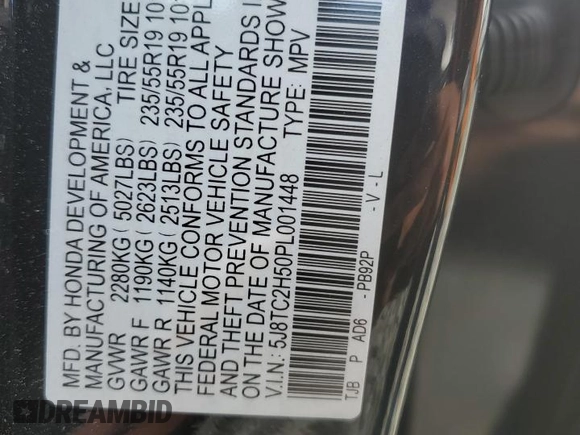 MFD. BY HONDA DEVELOPMENT &
MANUFACTURING OF AMERICA, LLC
GVWR 2280KG ( 5027LBS) TIRE SIZE
GAWR F 1190KG ( 2623LBS) 235/55R19 10
GAWR R 1140KG ( 2513LBS) 235/55R19 10
THIS VEHICLE CONFORMS TO ALL APPL
FEDERAL MOTOR VEHICLE SAFETY
AND THEFT PREVENTION STANDARDS I
ON THE DATE OF MANUFACTURE SHOW
V.I.N.: 5J8TC2H50PL001448 TYPE: MPV
TJB P AD6 -PB92P -V-L
DREAMBID